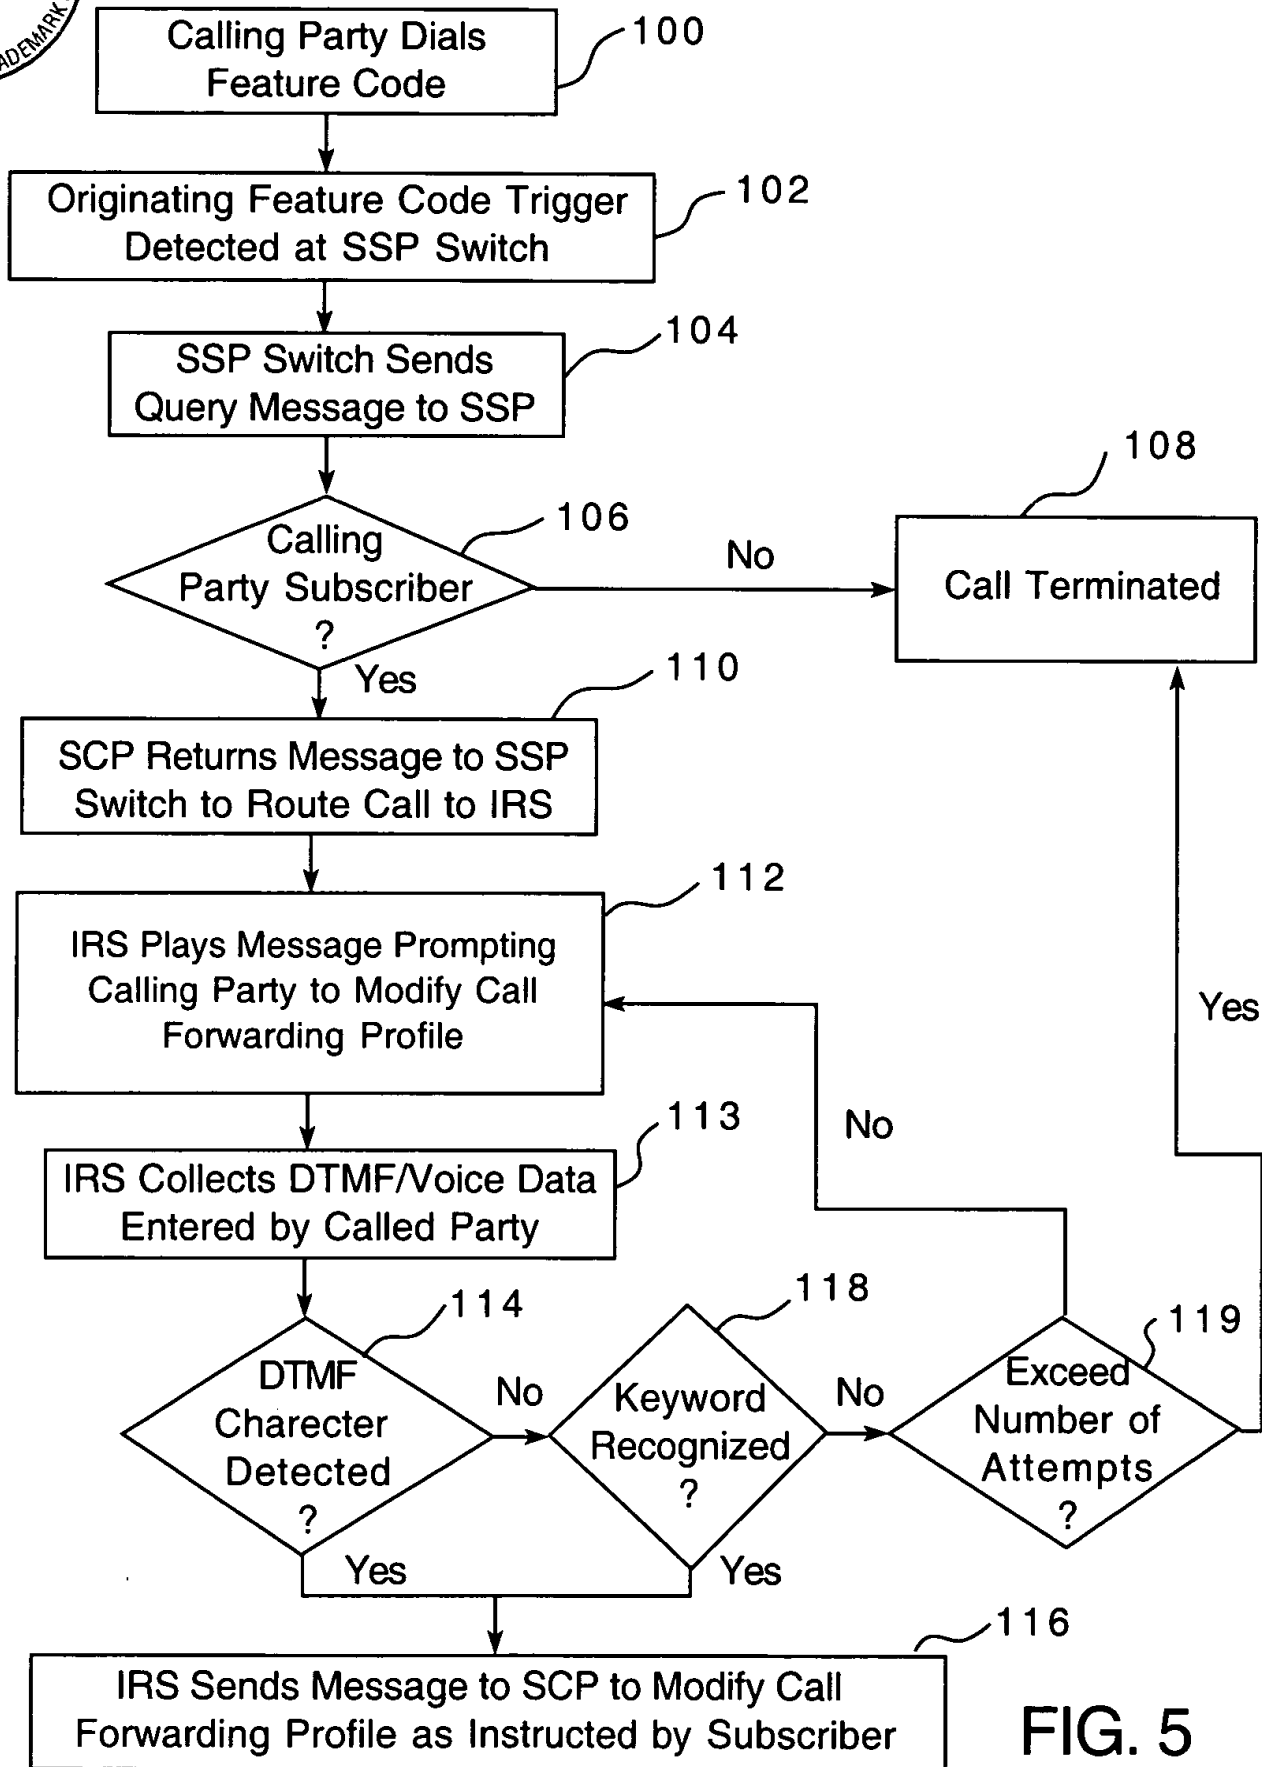 ADEMARK
Calling Party Dials
Feature Code
100
Originating Feature Code Trigger
Detected at SSP Switch
102
SSP Switch Sends
Query Message to SSP
104
Calling
Party Subscriber
?
106
No
Call Terminated
108
Yes
SCP Returns Message to SSP
Switch to Route Call to IRS
110
IRS Plays Message Prompting
Calling Party to Modify Call
Forwarding Profile
112
Yes
No
IRS Collects DTMF/Voice Data
Entered by Called Party
113
DTMF
Charecter
Detected
?
114
No
Keyword
Recognized
?
118
No
Exceed
Number of
Attempts
?
119
Yes
Yes
IRS Sends Message to SCP to Modify Call
Forwarding Profile as Instructed by Subscriber
116
FIG. 5